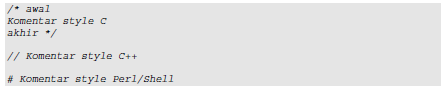 /* awal
Komentar style C
akhir */
// Komentar style C++
# Komentar style Perl/Shell